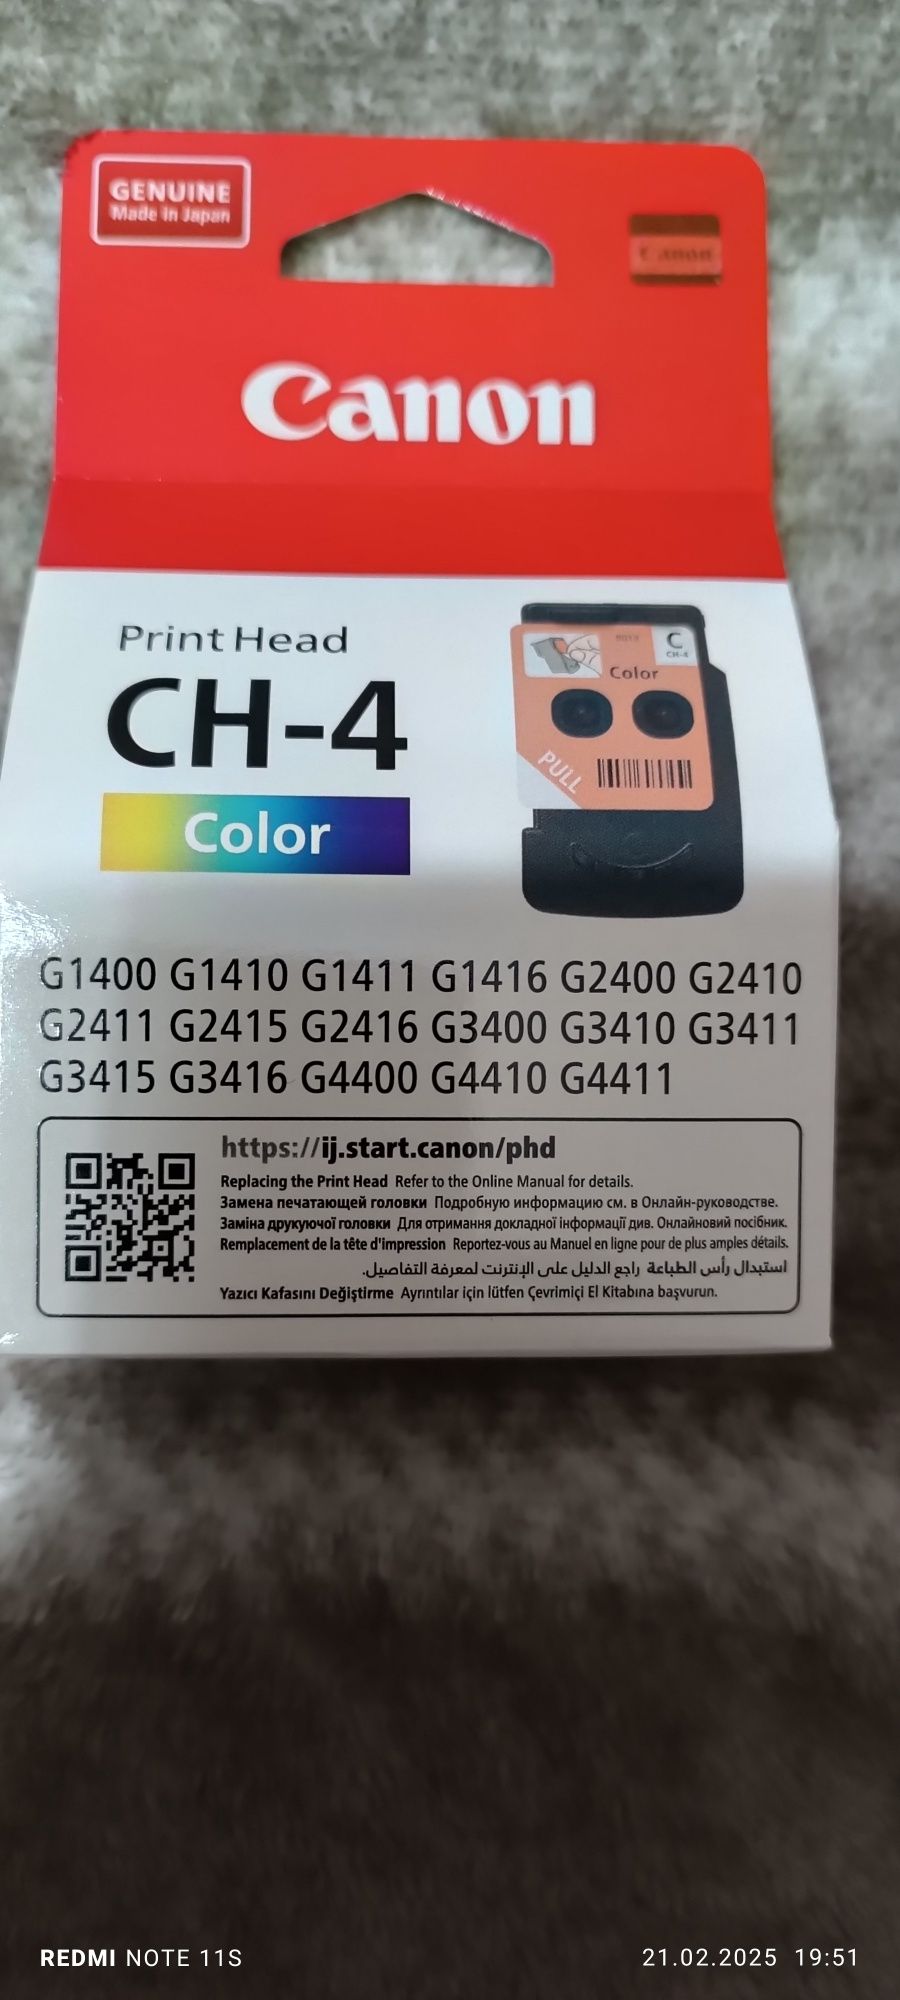 GENUINE
Made in Japan
Canon
Canon
Print Head
CH-4
Color
C
CH-4
Color
PULL
G1400 G1410 G1411 G1416 G2400 G2410
G2411 G2415 G2416 G3400 G3410 G3411
G3415 G3416 G4400 G4410 G4411
https://ij.start.canon/phd
Replacing the Print Head Refer to the Online Manual for details.
Замена печатающей головки Подробную информацию см. в Онлайн-руководстве.
Заміна друкуючої головки Для отримання докладної інформації див. Онлайновий посібник.
Remplacement de la tête d'impression Reportez-vous au Manuel en ligne pour de plus amples détails.
استبدال رأس الطباعة راجع الدليل على الإنترنت لمعرفة التفاصيل.
Yazıcı Kafasını Değiştirme Ayrıntılar için lütfen Çevrimiçi El Kitabına başvurun.
REDMI NOTE 11S
21.02.2025 19:51